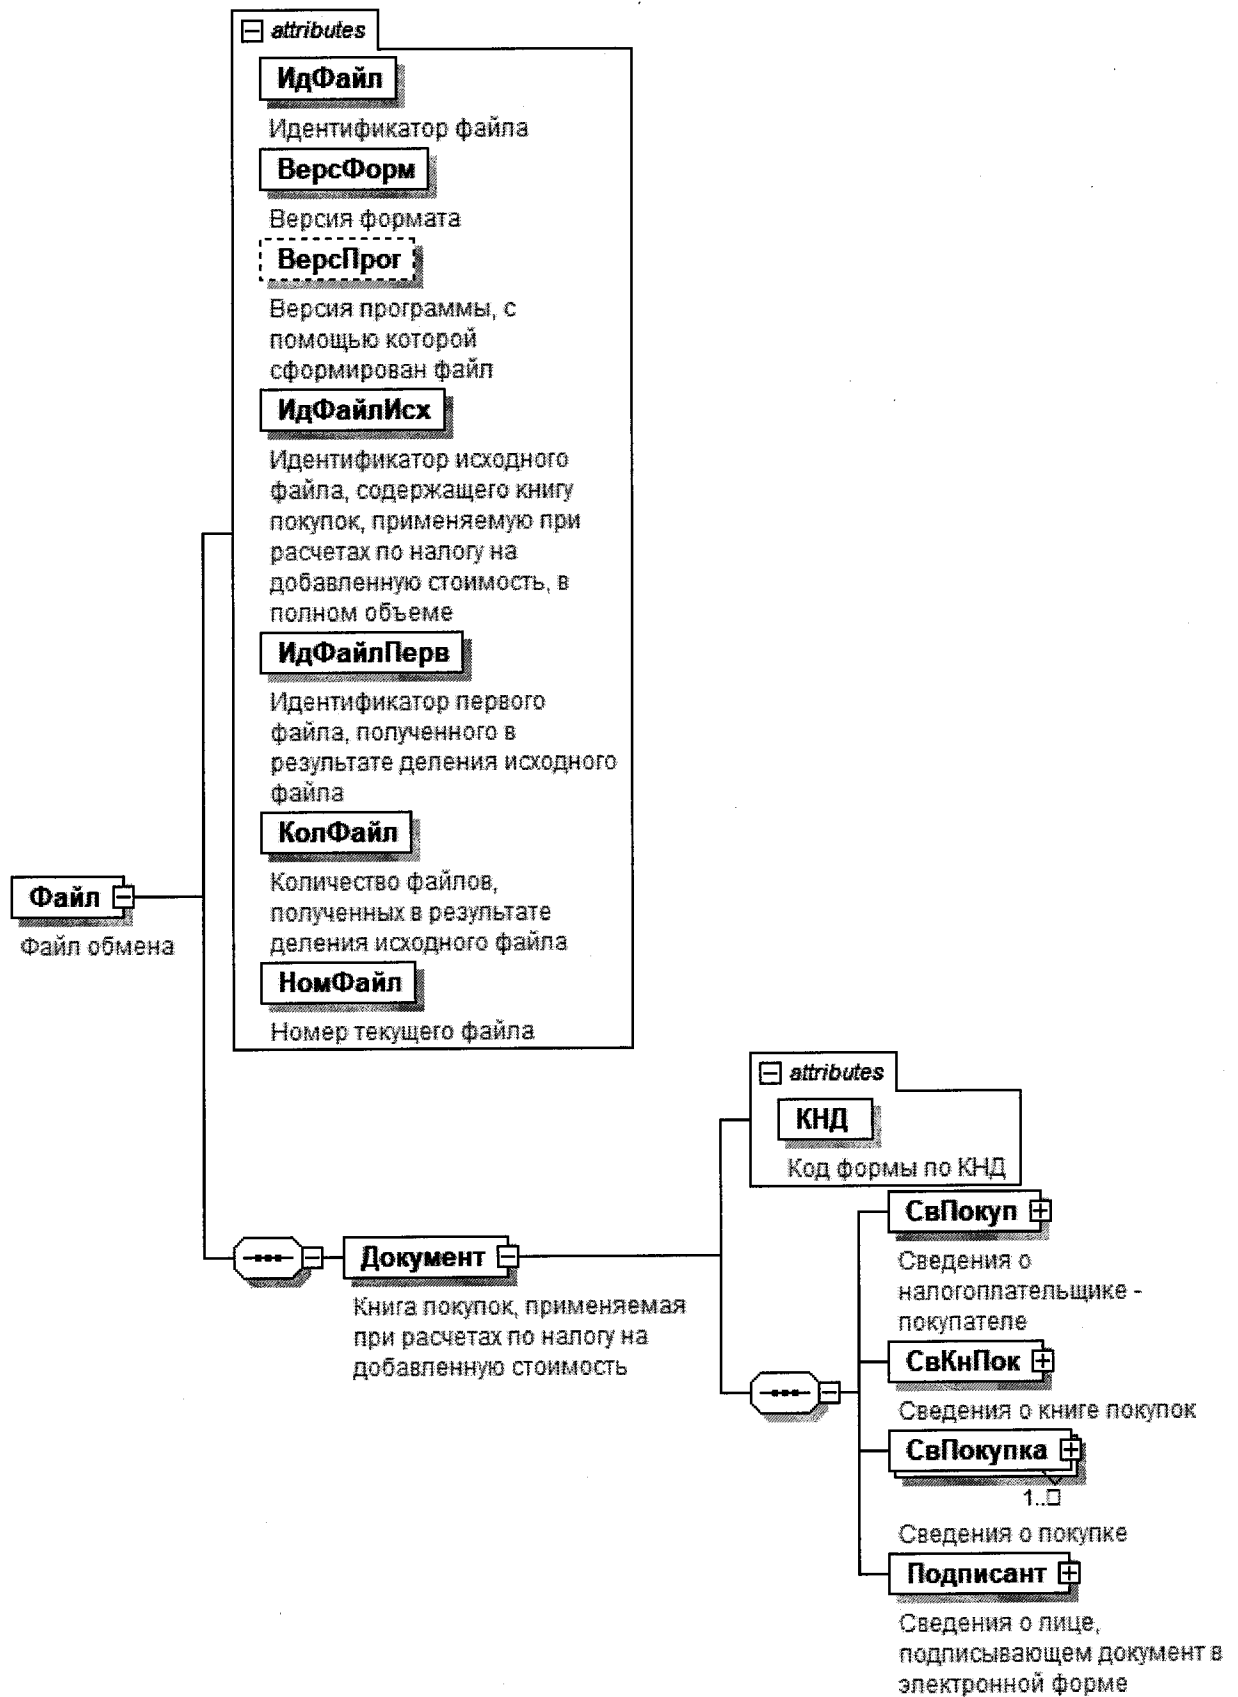 attributes
ИдФайл
Идентификатор файла
ВерсФорм
Версия формата
ВерсПрог
Версия программы, с
помощью которой
сформирован файл
ИдФайлИсх
Идентификатор исходного
файла, содержащего книгу
покупок, применяемую при
расчетах по налогу на
добавленную стоимость, в
полном объеме
ИдФайлПерв
Идентификатор первого
файла, полученного в
результате деления исходного
файла
КолФайл
Количество файлов,
полученных в результате
деления исходного файла
НомФайл
Номер текущего файла
Файл
Файл обмена
Документ
Книга покупок, применяемая
при расчетах по налогу на
добавленную стоимость
attributes
КНД
Код формы по КНД
СвПокуп
Сведения о
налогоплательщике -
покупателе
СвКнПок
Сведения о книге покупок
СвПокупка
1..□
Сведения о покупке
Подписант
Сведения о лице,
подписывающем документ в
электронной форме